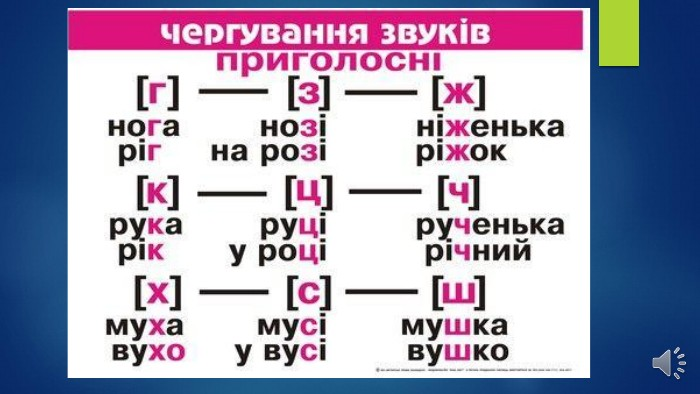 чергування звуків
приголосні
[г] — [з] — [ж]
нога нозі ніженька
ріг на розі ріжок
[к] — [ц] — [ч]
рука руці рученька
рік у році річний
[х] — [с] — [ш]
муха мусі мушка
вухо у вусі вушко